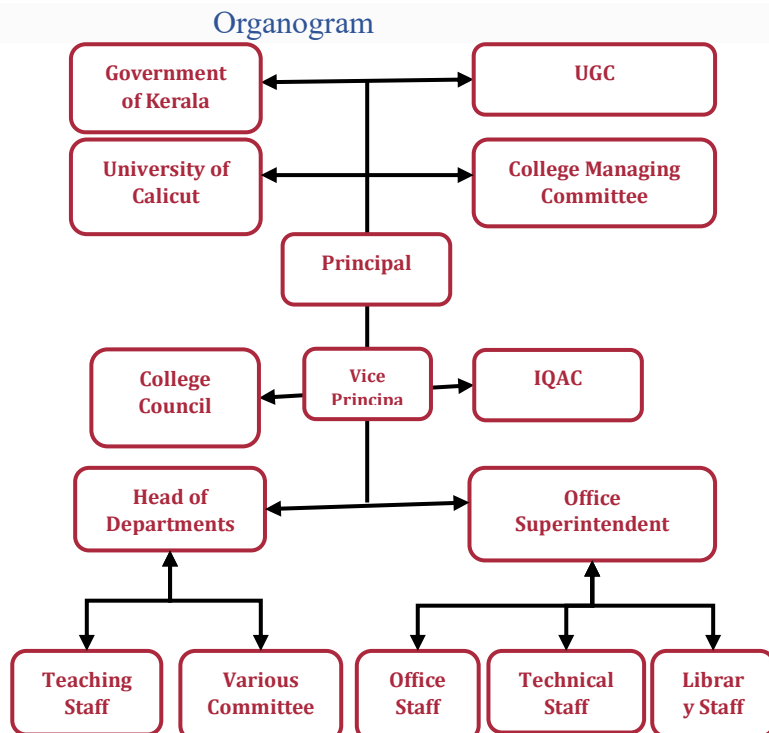 Organogram
Government
of Kerala
UGC
University of
Calicut
College Managing
Committee
Principal
College
Council
Vice
Principa
IQAC
Head of
Departments
Office
Superintendent
Teaching
Staff
Various
Committee
Office
Staff
Technical
Staff
Librar
y Staff